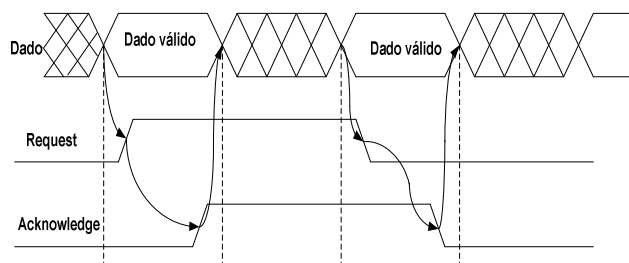 Dado
Dado válido
Dado válido
Request
Acknowledge